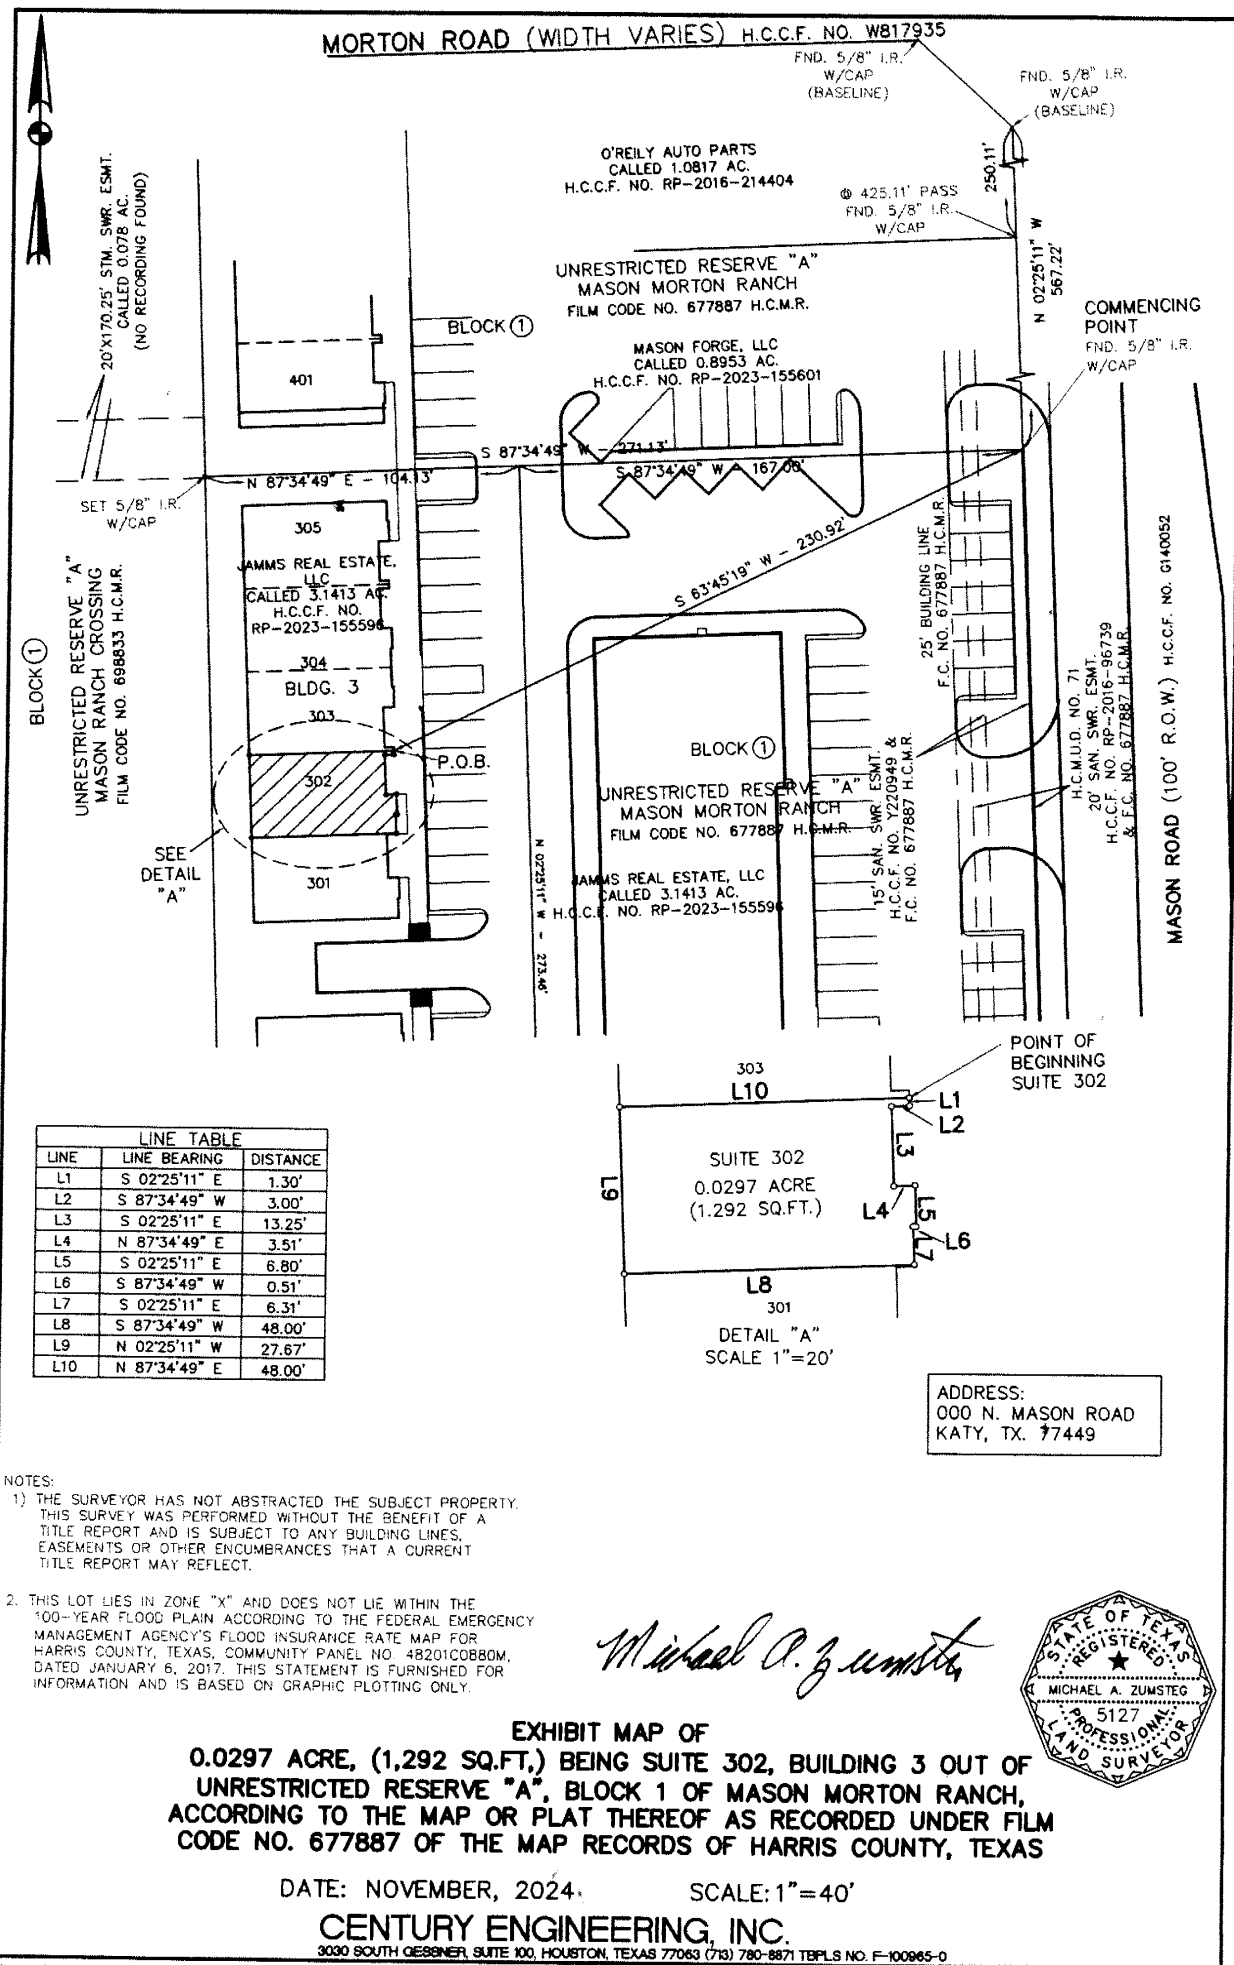 MORTON ROAD (WIDTH VARIES) H.C.C.F. NO. W817935
FND. 5/8" I.R.
W/CAP
(BASELINE)
FND. 5/8" I.R.
W/CAP
(BASELINE)
O'REILY AUTO PARTS
CALLED 1.0817 AC.
H.C.C.F. NO. RP-2016-214404
250.11'
@ 425.11' PASS
FND. 5/8" I.R.
W/CAP
N 02°25'11" W
567.22'
20'X170.25' STM. SWR. ESMT.
CALLED 0.078 AC.
(NO RECORDING FOUND)
UNRESTRICTED RESERVE "A"
MASON MORTON RANCH
FILM CODE NO. 677887 H.C.M.R.
BLOCK 1
COMMENCING
POINT
FND. 5/8" I.R.
W/CAP
MASON FORGE, LLC
CALLED 0.8953 AC.
H.C.C.F. NO. RP-2023-155601
401
S 87°34'49" W - 271.13'
S 87°34'49" W - 167.00'
N 87°34'49" E - 104.13'
SET 5/8" I.R.
W/CAP
305
JAMMS REAL ESTATE,
LLC
CALLED 3.1413 AC.
H.C.C.F. NO.
RP-2023-155596
304
BLDG. 3
303
302
301
P.O.B.
S 63°45'19" W - 230.92'
25' BUILDING LINE
F.C. NO. 677887 H.C.M.R.
BLOCK 1
UNRESTRICTED RESERVE "A"
MASON RANCH CROSSING
FILM CODE NO. 698833 H.C.M.R.
SEE
DETAIL
"A"
BLOCK 1
UNRESTRICTED RESERVE "A"
MASON MORTON RANCH
FILM CODE NO. 677887 H.C.M.R.
JAMMS REAL ESTATE, LLC
CALLED 3.1413 AC.
H.C.C.F. NO. RP-2023-155596
N 02°25'11" W - 273.46'
15' SAN. SWR. ESMT.
H.C.C.F. NO. Y220949 &
F.C. NO. 677887 H.C.M.R.
H.C.M.U.D. NO. 71
20' SAN. SWR. ESMT.
H.C.C.F. NO. RP-2016-96739
& F.C. NO. 677887 H.C.M.R.
MASON ROAD (100' R.O.W.) H.C.C.F. NO. G140052
POINT OF
BEGINNING
SUITE 302
303
L10
L1
L2
L3
SUITE 302
0.0297 ACRE
(1.292 SQ.FT.)
L9
L4
L5
L6
L7
L8
301
DETAIL "A"
SCALE 1"=20'
LINE TABLE
LINE LINE BEARING DISTANCE
L1 S 02°25'11" E 1.30'
L2 S 87°34'49" W 3.00'
L3 S 02°25'11" E 13.25'
L4 N 87°34'49" E 3.51'
L5 S 02°25'11" E 6.80'
L6 S 87°34'49" W 0.51'
L7 S 02°25'11" E 6.31'
L8 S 87°34'49" W 48.00'
L9 N 02°25'11" W 27.67'
L10 N 87°34'49" E 48.00'
ADDRESS:
000 N. MASON ROAD
KATY, TX. 77449
NOTES:
1) THE SURVEYOR HAS NOT ABSTRACTED THE SUBJECT PROPERTY.
THIS SURVEY WAS PERFORMED WITHOUT THE BENEFIT OF A
TITLE REPORT AND IS SUBJECT TO ANY BUILDING LINES,
EASEMENTS OR OTHER ENCUMBRANCES THAT A CURRENT
TITLE REPORT MAY REFLECT.
2. THIS LOT LIES IN ZONE "X" AND DOES NOT LIE WITHIN THE
100-YEAR FLOOD PLAIN ACCORDING TO THE FEDERAL EMERGENCY
MANAGEMENT AGENCY'S FLOOD INSURANCE RATE MAP FOR
HARRIS COUNTY, TEXAS, COMMUNITY PANEL NO. 48201C0880M,
DATED JANUARY 6, 2017. THIS STATEMENT IS FURNISHED FOR
INFORMATION AND IS BASED ON GRAPHIC PLOTTING ONLY.
Michael A. Zumsteg
STATE OF TEXAS
REGISTERED
MICHAEL A. ZUMSTEG
5127
PROFESSIONAL
LAND SURVEYOR
EXHIBIT MAP OF
0.0297 ACRE, (1,292 SQ.FT,) BEING SUITE 302, BUILDING 3 OUT OF
UNRESTRICTED RESERVE "A", BLOCK 1 OF MASON MORTON RANCH,
ACCORDING TO THE MAP OR PLAT THEREOF AS RECORDED UNDER FILM
CODE NO. 677887 OF THE MAP RECORDS OF HARRIS COUNTY, TEXAS
DATE: NOVEMBER, 2024. SCALE: 1"=40'
CENTURY ENGINEERING, INC.
3030 SOUTH GESSNER, SUITE 100, HOUSTON, TEXAS 77063 (713) 780-8871 TBPLS NO. F-100965-0